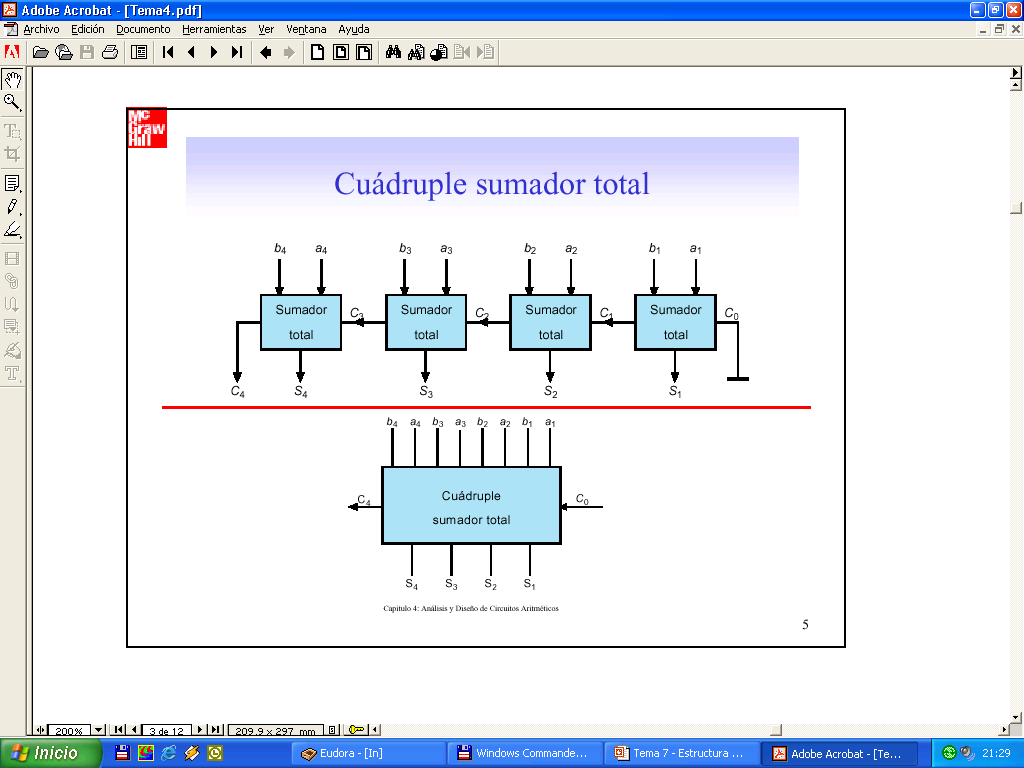 Adobe Acrobat - [Tema4.pdf]
Archivo Edición Documento Herramientas Ver Ventana Ayuda
Mc
Graw
Hill
Cuádruple sumador total
b4 a4 b3 a3 b2 a2 b1 a1
Sumador total
C3
Sumador total
C2
Sumador total
C1
Sumador total
C0
C4 S4 S3 S2 S1
b4 a4 b3 a3 b2 a2 b1 a1
C4
Cuádruple
sumador total
C0
S4 S3 S2 S1
Capitulo 4: Análisis y Diseño de Circuitos Aritméticos
5
200% 3 de 12 209.9 x 297 mm
Inicio
Eudora - [In]
Windows Commande...
Tema 7 - Estructura ...
Adobe Acrobat - [Te...
21:29